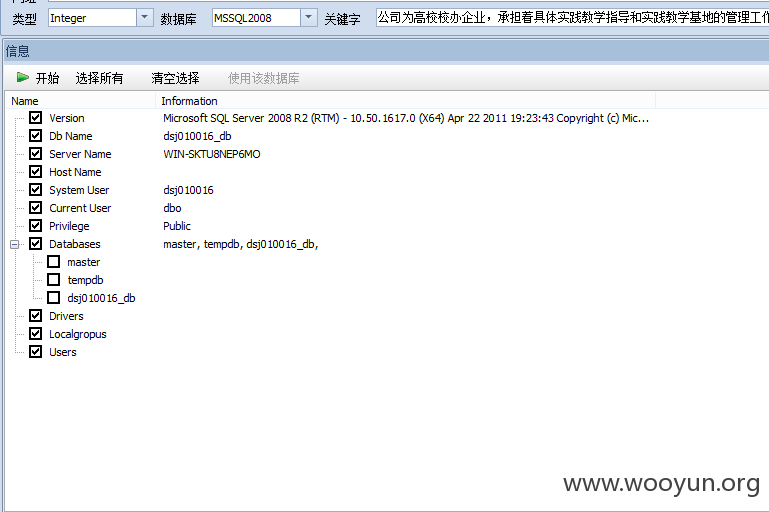 类型 Integer 数据库 MSSQL2008 关键字 公司为高校校办企业，承担着具体实践教学指导和实践教学基地的管理工作
信息
开始 选择所有 清空选择 使用该数据库
Name Information
Version Microsoft SQL Server 2008 R2 (RTM) - 10.50.1617.0 (X64) Apr 22 2011 19:23:43 Copyright (c) Mic...
Db Name dsj010016_db
Server Name WIN-SKTU8NEP6MO
Host Name
System User dsj010016
Current User dbo
Privilege Public
Databases master, tempdb, dsj010016_db,
master
tempdb
dsj010016_db
Drivers
Localgropus
Users
www.wooyun.org